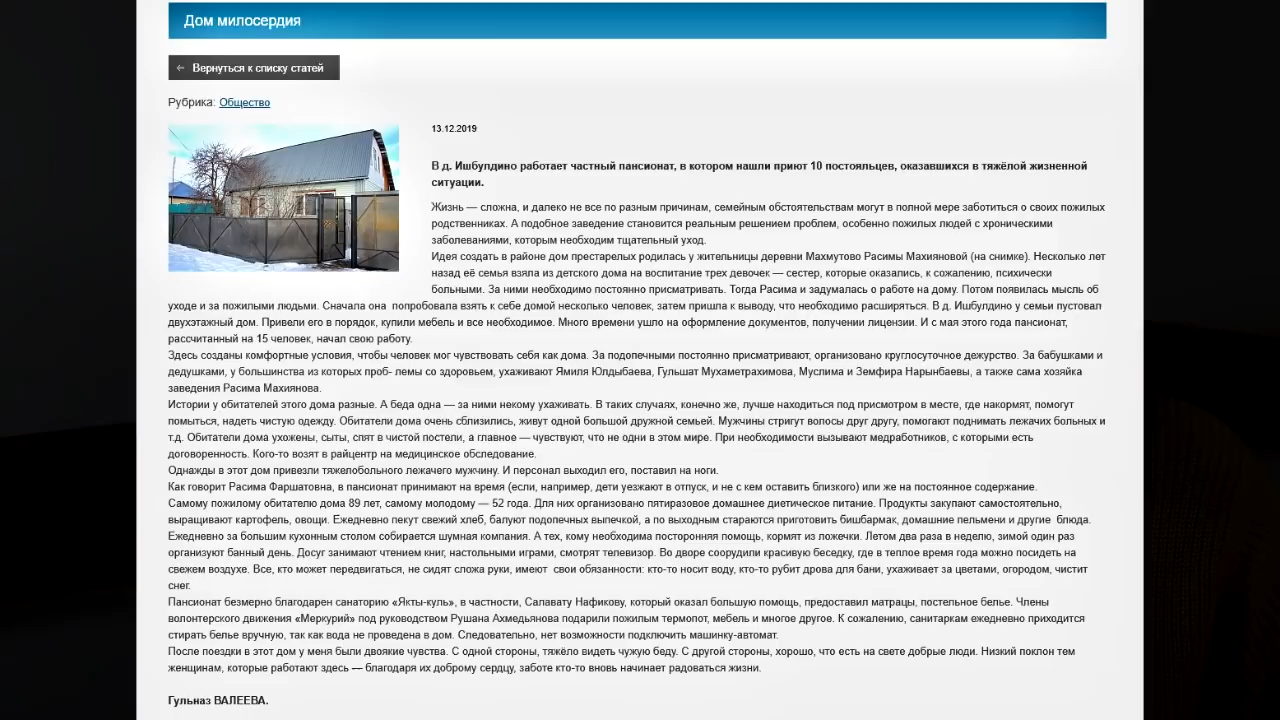 Дом милосердия
← Вернуться к списку статей
Рубрика: Общество
13.12.2019
В д. Ишбулдино работает частный пансионат, в котором нашли приют 10 постояльцев, оказавшихся в тяжёлой жизненной
ситуации.
Жизнь — сложна, и далеко не все по разным причинам, семейным обстоятельствам могут в полной мере заботиться о своих пожилых
родственниках. А подобное заведение становится реальным решением проблем, особенно пожилых людей с хроническими
заболеваниями, которым необходим тщательный уход.
Идея создать в районе дом престарелых родилась у жительницы деревни Махмутово Расимы Махияновой (на снимке). Несколько лет
назад её семья взяла из детского дома на воспитание трех девочек — сестер, которые оказались, к сожалению, психически
больными. За ними необходимо постоянно присматривать. Тогда Расима и задумалась о работе на дому. Потом появилась мысль об
уходе и за пожилыми людьми. Сначала она попробовала взять к себе домой несколько человек, затем пришла к выводу, что необходимо расширяться. В д. Ишбулдино у семьи пустовал
двухэтажный дом. Привели его в порядок, купили мебель и все необходимое. Много времени ушло на оформление документов, получении лицензии. И с мая этого года пансионат,
рассчитанный на 15 человек, начал свою работу.
Здесь созданы комфортные условия, чтобы человек мог чувствовать себя как дома. За подопечными постоянно присматривают, организовано круглосуточное дежурство. За бабушками и
дедушками, у большинства из которых проб- лемы со здоровьем, ухаживают Ямиля Юлдыбаева, Гульшат Мухаметрахимова, Муслима и Земфира Нарынбаевы, а также сама хозяйка
заведения Расима Махиянова.
Истории у обитателей этого дома разные. А беда одна — за ними некому ухаживать. В таких случаях, конечно же, лучше находиться под присмотром в месте, где накормят, помогут
помыться, надеть чистую одежду. Обитатели дома очень сблизились, живут одной большой дружной семьей. Мужчины стригут волосы друг другу, помогают поднимать лежачих больных и
т.д. Обитатели дома ухожены, сыты, спят в чистой постели, а главное — чувствуют, что не одни в этом мире. При необходимости вызывают медработников, с которыми есть
договоренность. Кого-то возят в райцентр на медицинское обследование.
Однажды в этот дом привезли тяжелобольного лежачего мужчину. И персонал выходил его, поставил на ноги.
Как говорит Расима Фаршатовна, в пансионат принимают на время (если, например, дети уезжают в отпуск, и не с кем оставить близкого) или же на постоянное содержание.
Самому пожилому обитателю дома 89 лет, самому молодому — 52 года. Для них организовано пятиразовое домашнее диетическое питание. Продукты закупают самостоятельно,
выращивают картофель, овощи. Ежедневно пекут свежий хлеб, балуют подопечных выпечкой, а по выходным стараются приготовить бишбармак, домашние пельмени и другие блюда.
Ежедневно за большим кухонным столом собирается шумная компания. А тех, кому необходима посторонняя помощь, кормят из ложечки. Летом два раза в неделю, зимой один раз
организуют банный день. Досуг занимают чтением книг, настольными играми, смотрят телевизор. Во дворе соорудили красивую беседку, где в теплое время года можно посидеть на
свежем воздухе. Все, кто может передвигаться, не сидят сложа руки, имеют свои обязанности: кто-то носит воду, кто-то рубит дрова для бани, ухаживает за цветами, огородом, чистит
снег.
Пансионат безмерно благодарен санаторию «Якты-куль», в частности, Салавату Нафикову, который оказал большую помощь, предоставил матрацы, постельное белье. Члены
волонтерского движения «Меркурий» под руководством Рушана Ахмедьянова подарили пожилым термопот, мебель и многое другое. К сожалению, санитаркам ежедневно приходится
стирать белье вручную, так как вода не проведена в дом. Следовательно, нет возможности подключить машинку-автомат.
После поездки в этот дом у меня были двоякие чувства. С одной стороны, тяжёло видеть чужую беду. С другой стороны, хорошо, что есть на свете добрые люди. Низкий поклон тем
женщинам, которые работают здесь — благодаря их доброму сердцу, заботе кто-то вновь начинает радоваться жизни.
Гульназ ВАЛЕЕВА.